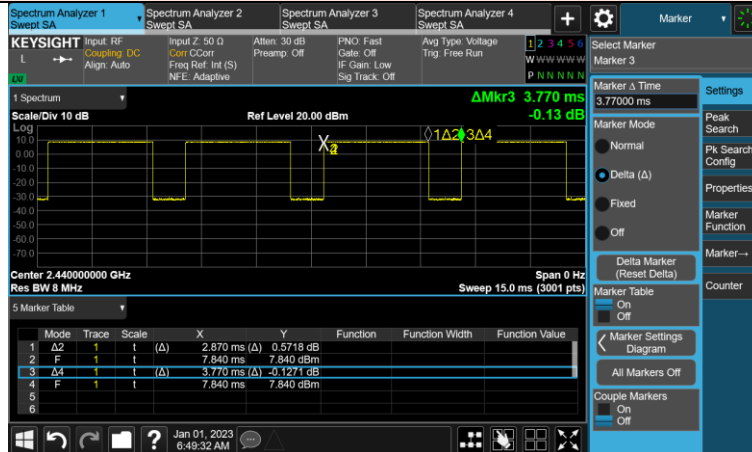 Spectrum Analyzer 1
Swept SA
Spectrum Analyzer 2
Swept SA
Spectrum Analyzer 3
Swept SA
Spectrum Analyzer 4
Swept SA
+
Marker
KEYSIGHT
L
LXI
Input: RF
Coupling: DC
Align: Auto
Input Z: 50 Ω
Corr CCorr
Freq Ref: Int (S)
NFE: Adaptive
Atten: 30 dB
Preamp: Off
PNO: Fast
Gate: Off
IF Gain: Low
Sig Track: Off
Avg Type: Voltage
Trig: Free Run
1 2 3 4 5 6
W W W W W W
P N N N N N
Select Marker
Marker 3
1 Spectrum
ΔMkr3 3.770 ms
-0.13 dB
Scale/Div 10 dB
Ref Level 20.00 dBm
Log
10.0
0.00
-10.0
-20.0
-30.0
-40.0
-50.0
-60.0
-70.0
1Δ2
3Δ4
Center 2.440000000 GHz
Res BW 8 MHz
Span 0 Hz
Sweep 15.0 ms (3001 pts)
5 Marker Table
Mode Trace Scale X Y Function Function Width Function Value
1 Δ2 1 t (Δ) 2.870 ms (Δ) 0.5718 dB
2 F 1 t 7.840 ms 7.840 dBm
3 Δ4 1 t (Δ) 3.770 ms (Δ) -0.1271 dB
4 F 1 t 7.840 ms 7.840 dBm
5
6
Marker Δ Time
3.77000 ms
Marker Mode
Normal
Delta (Δ)
Fixed
Off
Delta Marker
(Reset Delta)
Marker Table
On
Off
Marker Settings
Diagram
All Markers Off
Couple Markers
On
Off
Settings
Peak
Search
Pk Search
Config
Properties
Marker
Function
Marker→
Counter
?
Jan 01, 2023
6:49:32 AM